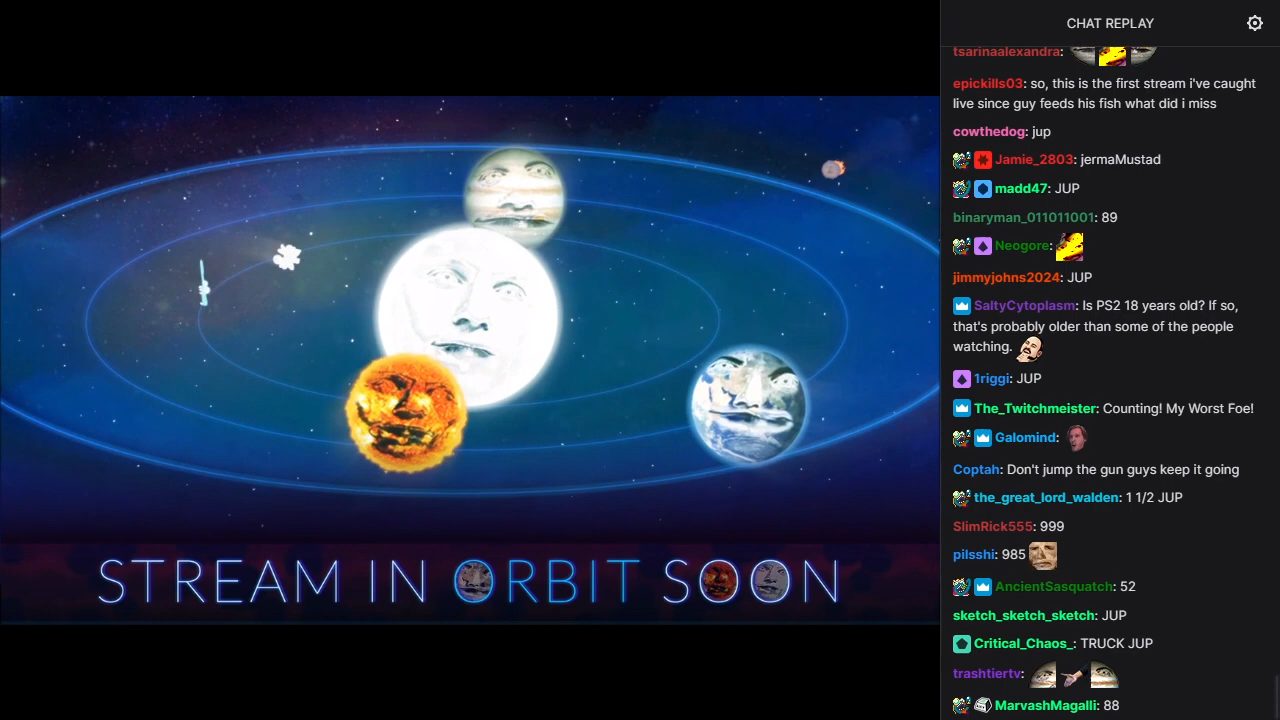 CHAT REPLAY
tsarinaalexandra:
epickills03: so, this is the first stream i've caught
live since guy feeds his fish what did i miss
cowthedog: jup
Jamie_2803: jermaMustad
madd47: JUP
binaryman_011011001: 89
Neogore:
jimmyjohns2024: JUP
SaltyCytoplasm: Is PS2 18 years old? If so,
that's probably older than some of the people
watching.
1riggi: JUP
The_Twitchmeister: Counting! My Worst Foe!
Galomind:
Coptah: Don't jump the gun guys keep it going
the_great_lord_walden: 1 1/2 JUP
SlimRick555: 999
pilsshi: 985
AncientSasquatch: 52
sketch_sketch_sketch: JUP
Critical_Chaos_: TRUCK JUP
trashtiertv:
MarvashMagalli: 88
STREAM IN ORBIT SOON